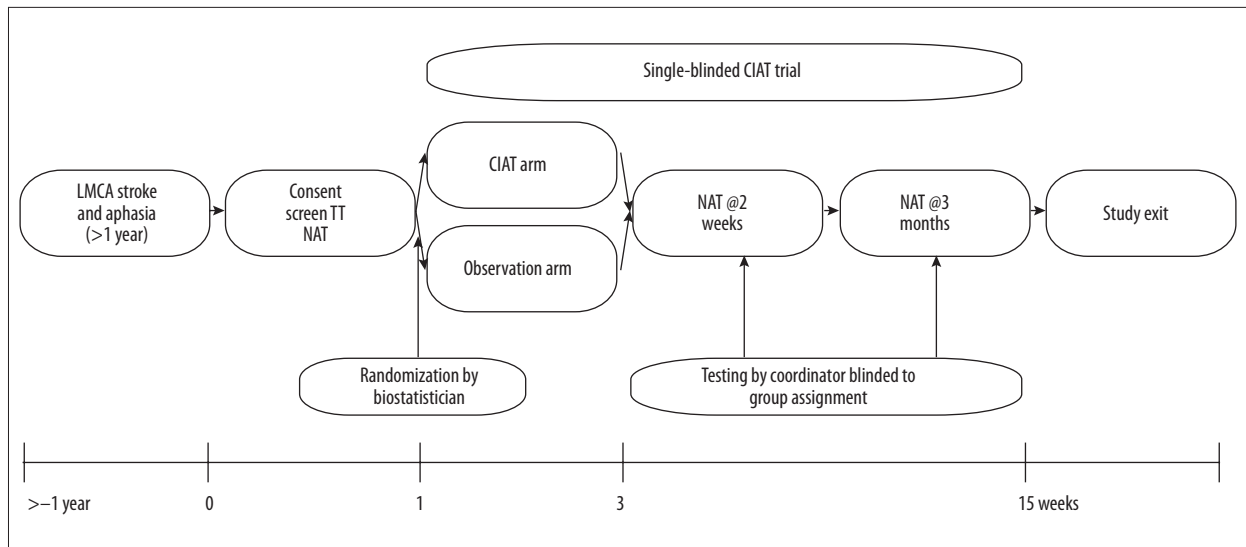 Single-blinded CIAT trial
CIAT arm
LMCA stroke
and aphasia
(>1 year)
Consent
screen TT
NAT
Observation arm
NAT @2
weeks
NAT @3
months
Study exit
Randomization by
biostatistician
Testing by coordinator blinded to
group assignment
>–1 year 0 1 3 15 weeks